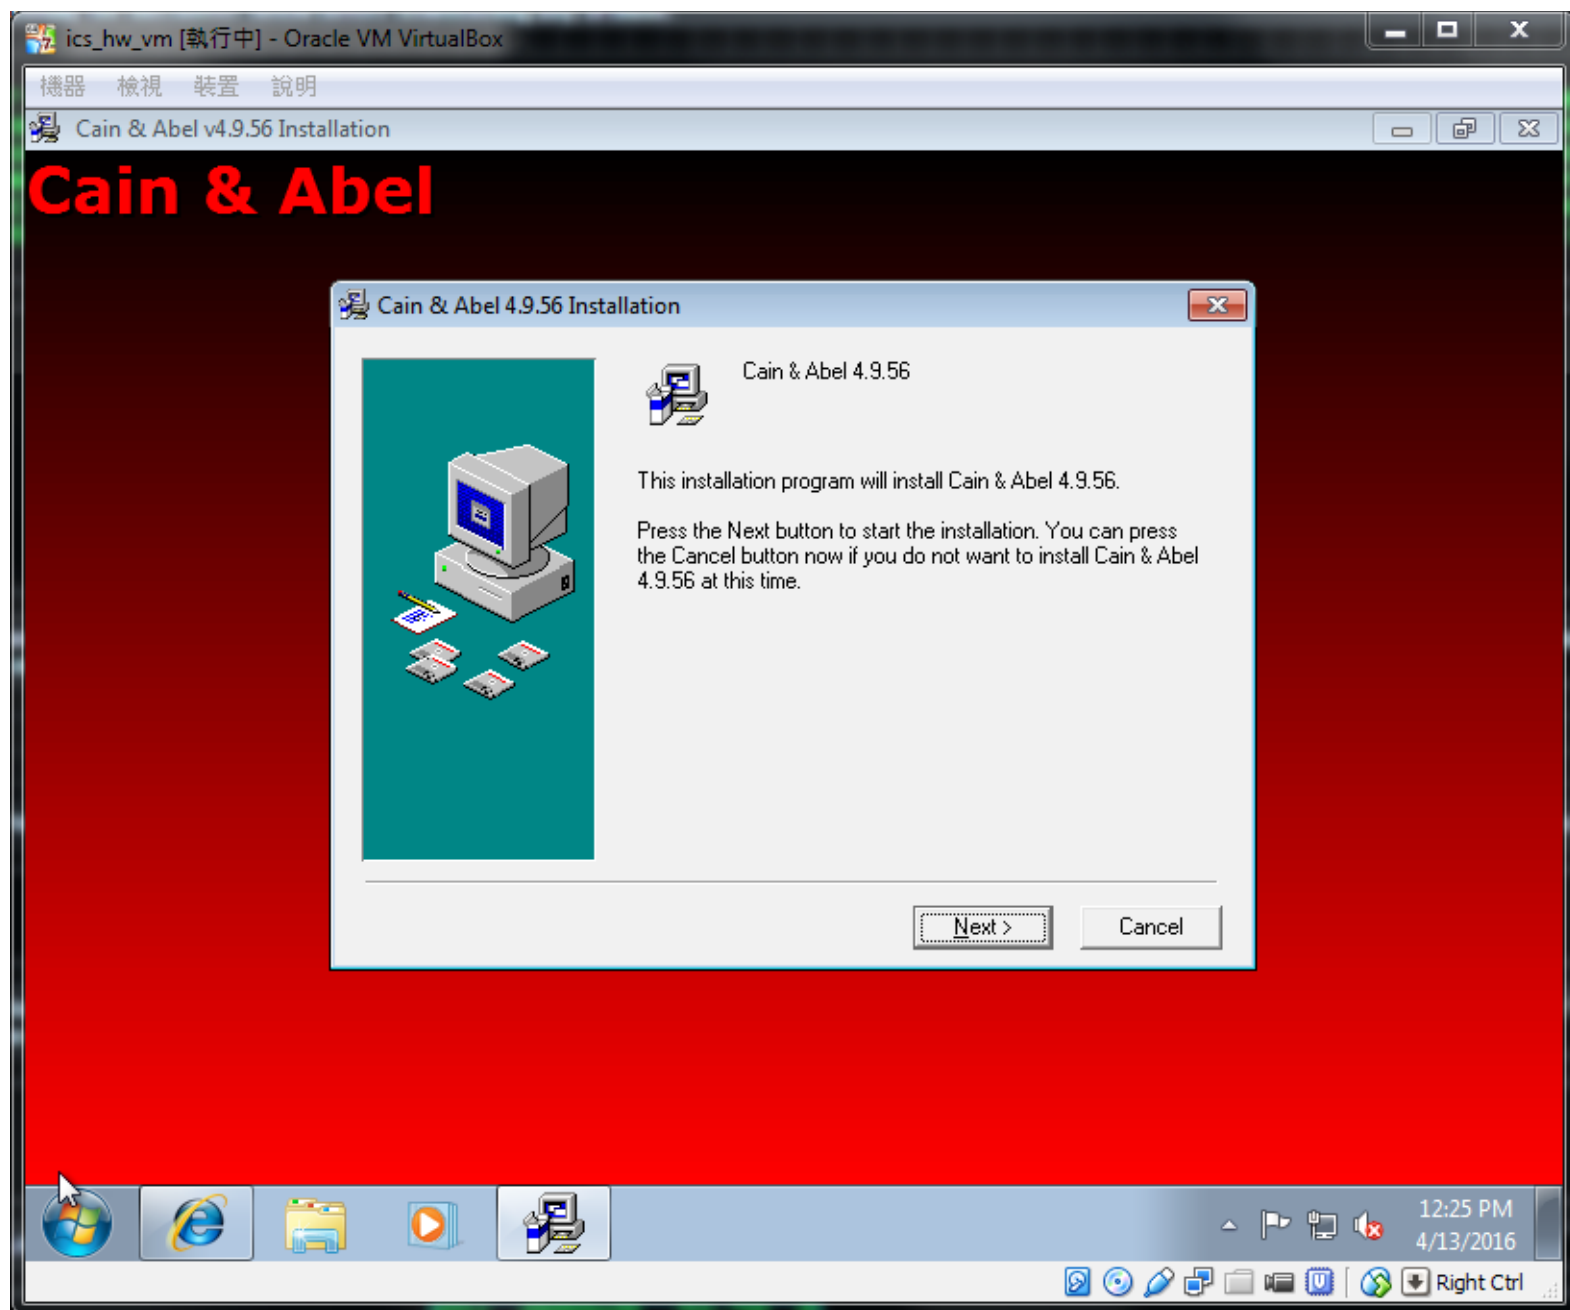 ics_hw_vm [執行中] - Oracle VM VirtualBox
機器 檢視 裝置 說明
Cain & Abel v4.9.56 Installation
Cain & Abel
Cain & Abel 4.9.56 Installation
Cain & Abel 4.9.56
This installation program will install Cain & Abel 4.9.56.
Press the Next button to start the installation. You can press
the Cancel button now if you do not want to install Cain & Abel
4.9.56 at this time.
Next >
Cancel
12:25 PM
4/13/2016
Right Ctrl